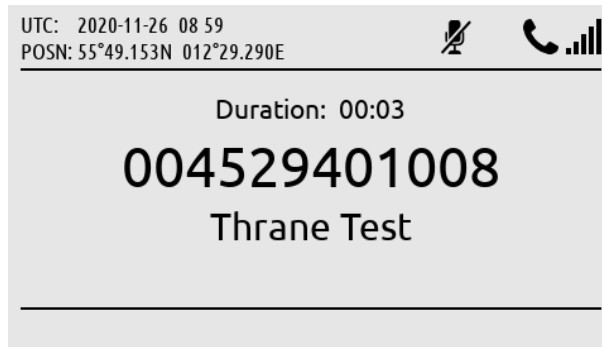 UTC: 2020-11-26 08 59
POSN: 55°49.153N 012°29.290E
Duration: 00:03
004529401008
Thrane Test